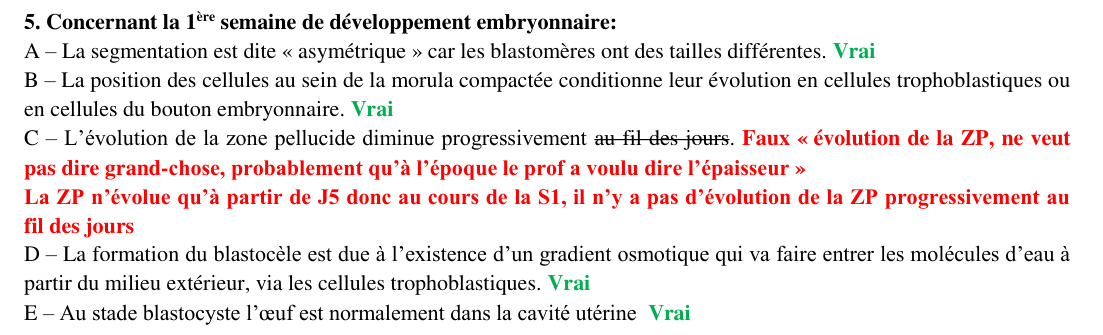 5. Concernant la 1ère semaine de développement embryonnaire:
A – La segmentation est dite « asymétrique » car les blastomères ont des tailles différentes. Vrai
B – La position des cellules au sein de la morula compactée conditionne leur évolution en cellules trophoblastiques ou
en cellules du bouton embryonnaire. Vrai
C – L’évolution de la zone pellucide diminue progressivement au fil des jours. Faux « évolution de la ZP, ne veut
pas dire grand-chose, probablement qu’à l’époque le prof a voulu dire l’épaisseur »
La ZP n’évolue qu’à partir de J5 donc au cours de la S1, il n’y a pas d’évolution de la ZP progressivement au
fil des jours
D – La formation du blastocèle est due à l’existence d’un gradient osmotique qui va faire entrer les molécules d’eau à
partir du milieu extérieur, via les cellules trophoblastiques. Vrai
E – Au stade blastocyste l’œuf est normalement dans la cavité utérine Vrai